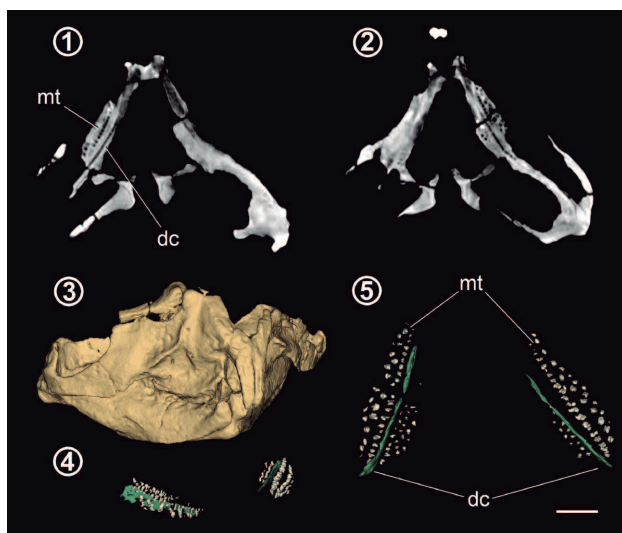 ① ②
mt
dc
③ ⑤
mt
④
dc